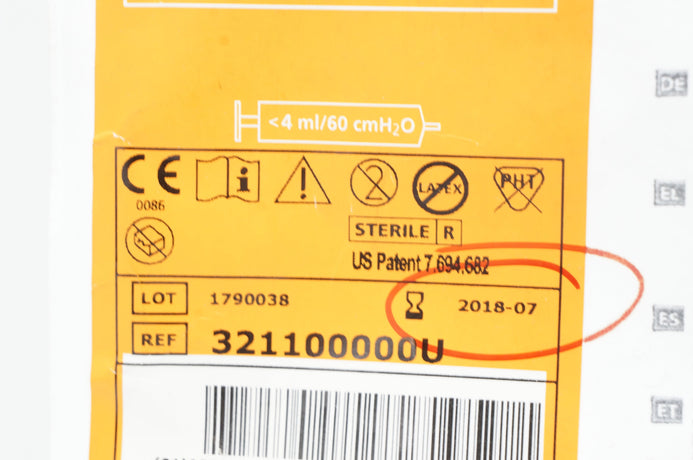 <4 ml/60 cmH₂O
CE
0086
i
!
2
LATEX
PHT
STERILE R
US Patent 7.694.682
LOT 1790038
2018-07
REF 321100000U
DE
EL
ES
ET